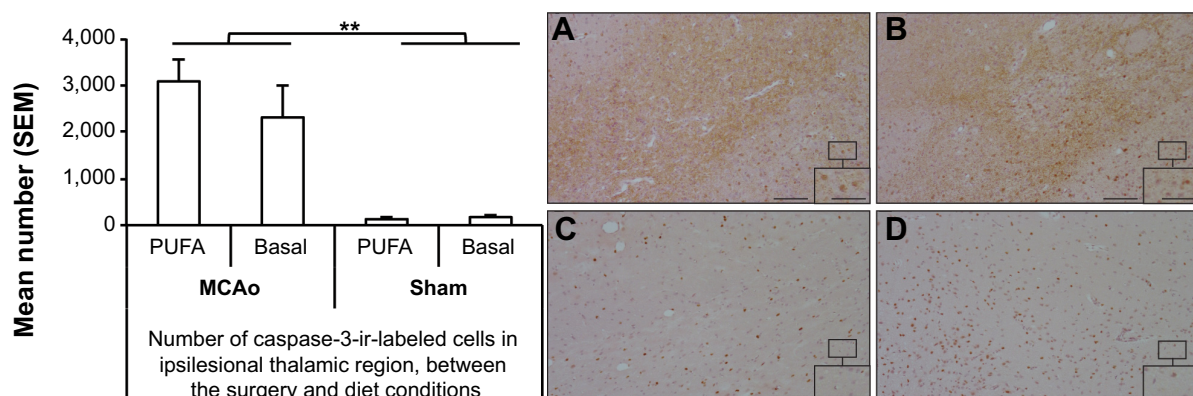 Mean number (SEM)
4,000
3,000
2,000
1,000
0
**
PUFA
Basal
PUFA
Basal
MCAo
Sham
Number of caspase-3-ir-labeled cells in
ipsilesional thalamic region, between
the surgery and diet conditions
A
B
C
D